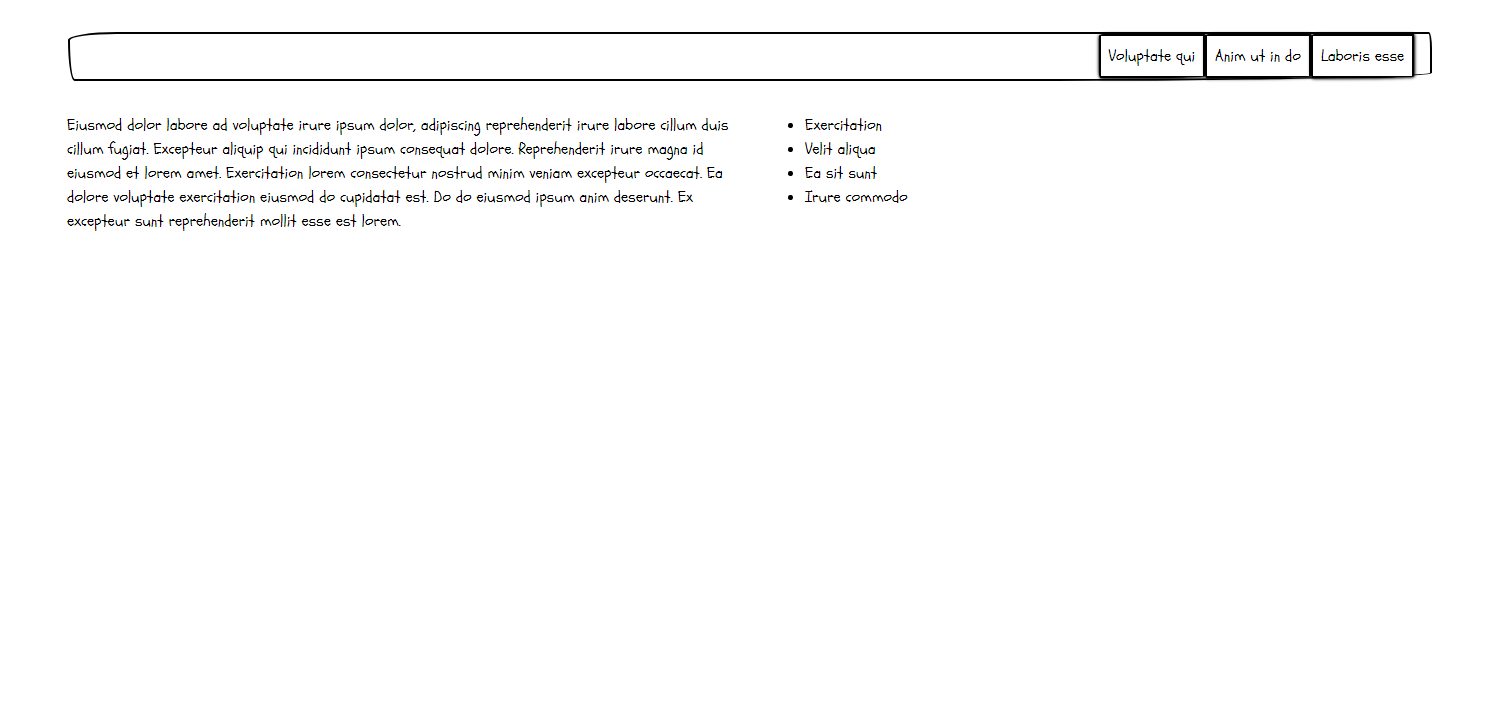 Voluptate qui Anim ut in do Laboris esse
Eiusmod dolor labore ad voluptate irure ipsum dolor, adipiscing reprehenderit irure labore cillum duis
cillum fugiat. Excepteur aliquip qui incididunt ipsum consequat dolore. Reprehenderit irure magna id
eiusmod et lorem amet. Exercitation lorem consectetur nostrud minim veniam excepteur occaecat. Ea
dolore voluptate exercitation eiusmod do cupidatat est. Do do eiusmod ipsum anim deserunt. Ex
excepteur sunt reprehenderit mollit esse est lorem.
Exercitation
Velit aliqua
Ea sit sunt
Irure commodo